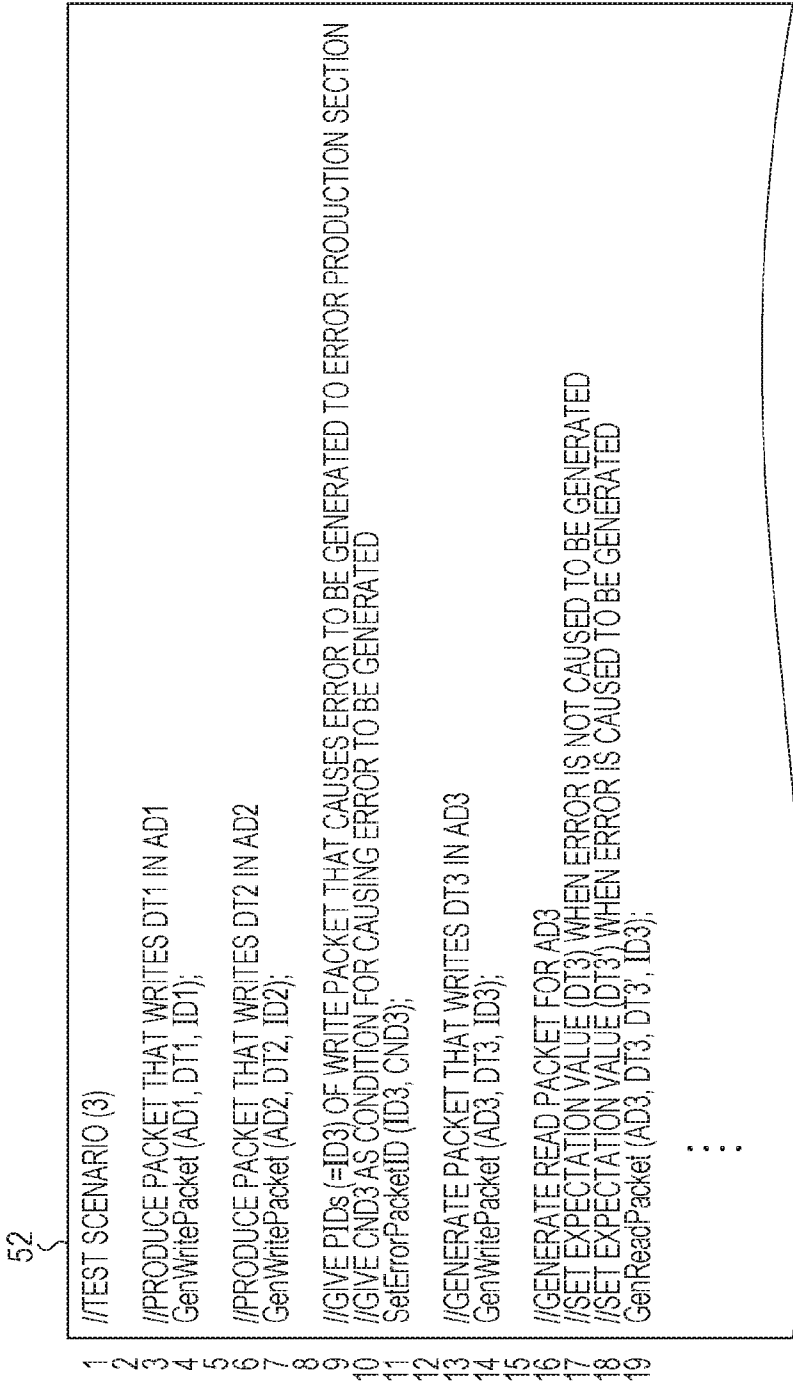 52
1 //TEST SCENARIO (3)
2
3 //PRODUCE PACKET THAT WRITES DT1 IN AD1
4 GenWritePacket (AD1, DT1, ID1);
5
6 //PRODUCE PACKET THAT WRITES DT2 IN AD2
7 GenWritePacket (AD2, DT2, ID2);
8
9 //GIVE PIDs (=ID3) OF WRITE PACKET THAT CAUSES ERROR TO BE GENERATED TO ERROR PRODUCTION SECTION
10 //GIVE CND3 AS CONDITION FOR CAUSING ERROR TO BE GENERATED
11 SetErrorPacketID (ID3, CND3);
12
13 //GENERATE PACKET THAT WRITES DT3 IN AD3
14 GenWritePacket (AD3, DT3, ID3);
15
16 //GENERATE READ PACKET FOR AD3
17 //SET EXPECTATION VALUE (DT3) WHEN ERROR IS NOT CAUSED TO BE GENERATED
18 //SET EXPECTATION VALUE (DT3') WHEN ERROR IS CAUSED TO BE GENERATED
19 GenReadPacket (AD3, DT3, DT3', ID3);
. . . .